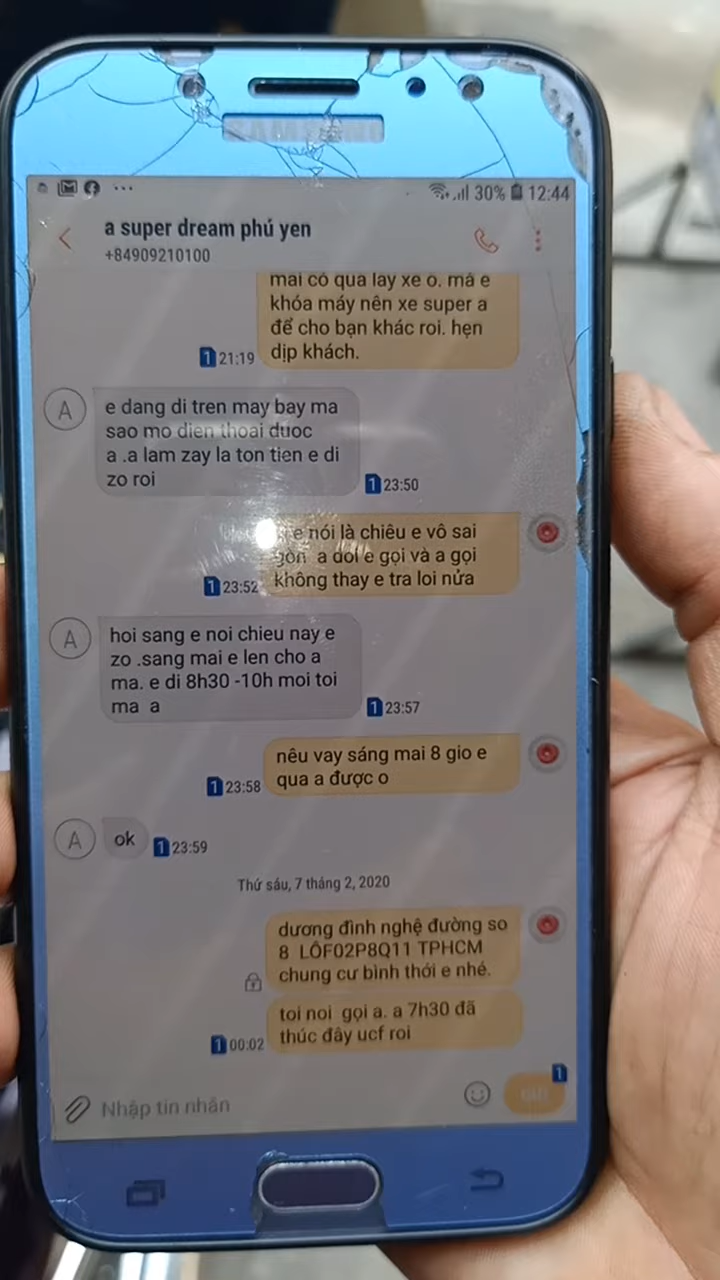 SAMSUNG
30% 12:44
a super dream phú yen
+84909210100
mai có qua lây xe o. mà e
khóa máy nên xe super a
để cho bạn khác roi. hẹn
dịp khách.
1 21:19
A
e dang di tren may bay ma
sao mo dien thoai duoc
a .a lam zay la ton tien e di
zo roi
1 23:50
e nói là chiêu e vô sai
gòn a doi e gọi và a gọi
không thay e tra loi nửa
1 23:52
A
hoi sang e noi chieu nay e
zo .sang mai e len cho a
ma. e di 8h30 -10h moi toi
ma a
1 23:57
nêu vay sáng mai 8 gio e
qua a được o
1 23:58
A
ok
1 23:59
Thứ sáu, 7 tháng 2, 2020
dương đình nghệ đường so
8 LÔF02P8Q11 TPHCM
chung cư bình thới e nhé.
toi noi gọi a. a 7h30 đã
thúc đây ucf roi
1 00:02
1
Nhập tin nhắn
GỬI